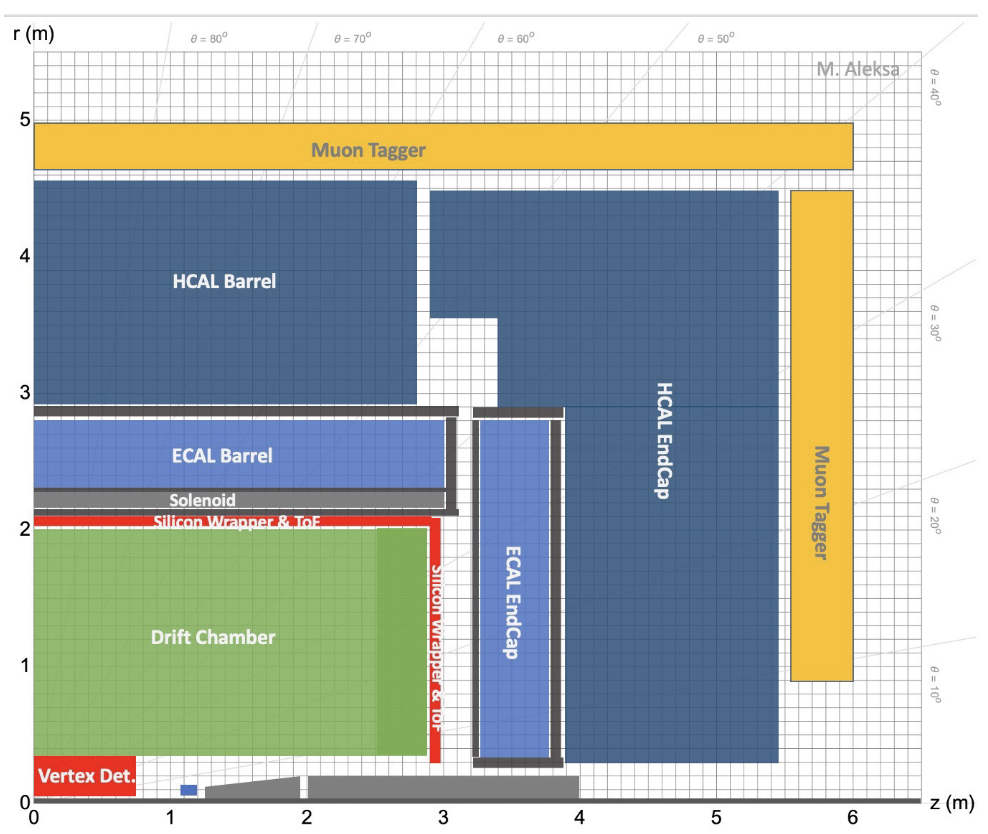 r (m)
θ = 80°
θ = 70°
θ = 60°
θ = 50°
M. Aleksa
θ = 40°
5
Muon Tagger
4
HCAL Barrel
θ = 30°
3
HCAL EndCap
ECAL Barrel
Muon Tagger
Solenoid
θ = 20°
Silicon Wrapper & ToF
2
Silicon Wrapper & ToF
ECAL EndCap
Drift Chamber
1
θ = 10°
Vertex Det.
0
z (m)
0 1 2 3 4 5 6